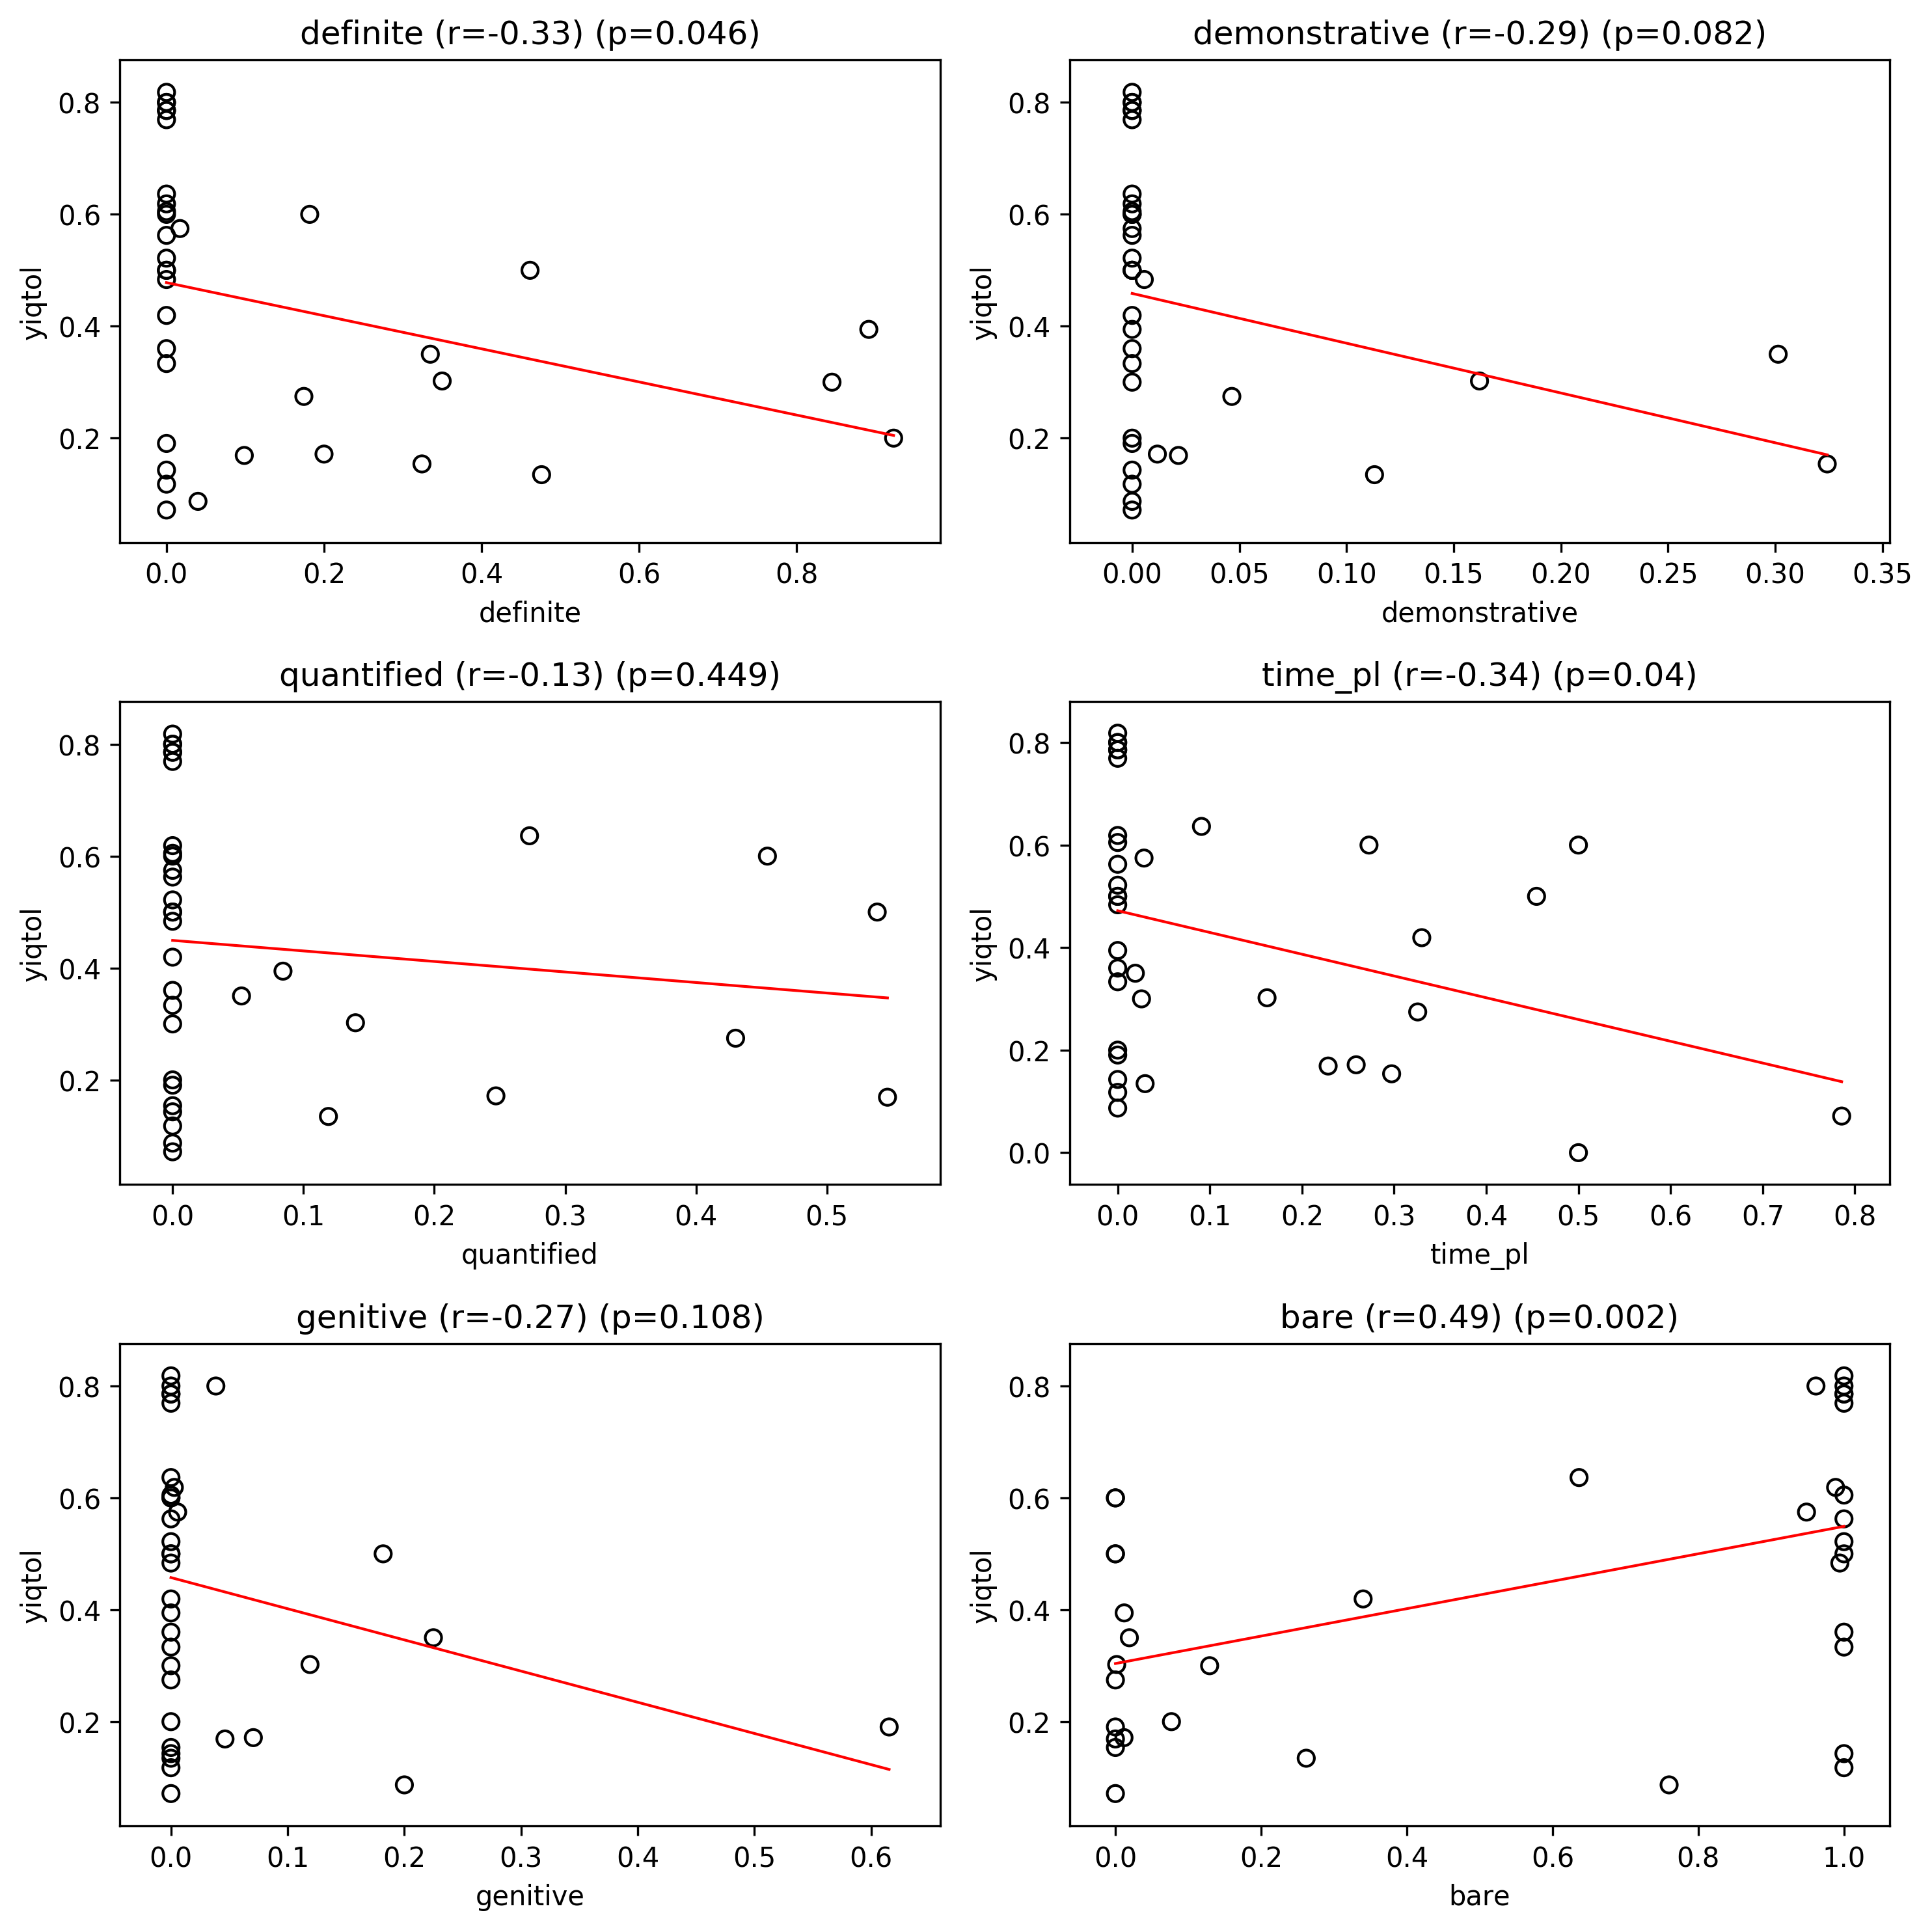 definite (r=-0.33) (p=0.046)
0.8
0.6
0.4
0.2
yiqtol
0.0 0.2 0.4 0.6 0.8
definite
demonstrative (r=-0.29) (p=0.082)
0.8
0.6
0.4
0.2
yiqtol
0.00 0.05 0.10 0.15 0.20 0.25 0.30 0.35
demonstrative
quantified (r=-0.13) (p=0.449)
0.8
0.6
0.4
0.2
yiqtol
0.0 0.1 0.2 0.3 0.4 0.5
quantified
time_pl (r=-0.34) (p=0.04)
0.8
0.6
0.4
0.2
0.0
yiqtol
0.0 0.1 0.2 0.3 0.4 0.5 0.6 0.7 0.8
time_pl
genitive (r=-0.27) (p=0.108)
0.8
0.6
0.4
0.2
yiqtol
0.0 0.1 0.2 0.3 0.4 0.5 0.6
genitive
bare (r=0.49) (p=0.002)
0.8
0.6
0.4
0.2
yiqtol
0.0 0.2 0.4 0.6 0.8 1.0
bare